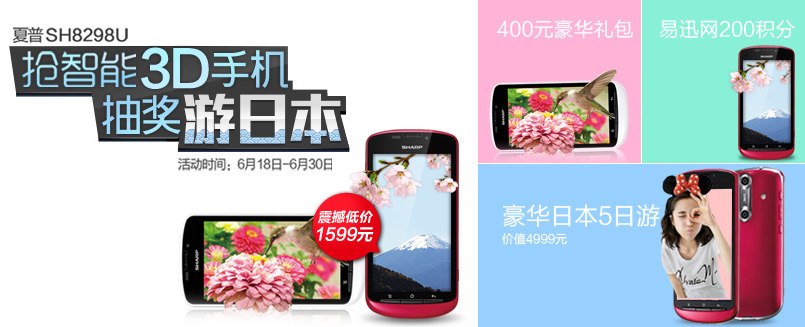 夏普SH8298U
抢智能3D手机
抽奖游日本
活动时间：6月18日-6月30日
震撼低价
1599元
SHARP
SHARP
400元豪华礼包
易迅网200积分
SHARP
豪华日本5日游
价值4999元